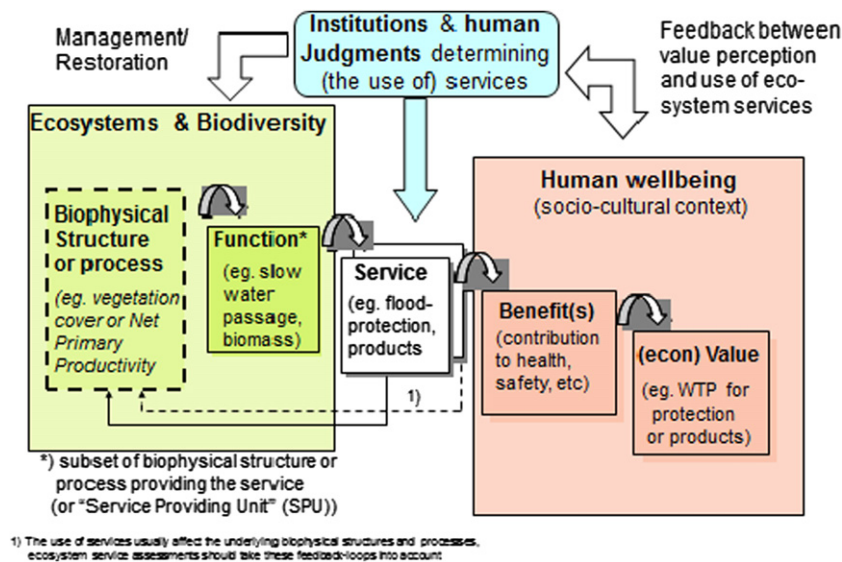 Institutions & human
Judgments determining
(the use of) services
Management/
Restoration
Feedback between
value perception
and use of eco-
system services
Ecosystems & Biodiversity
Biophysical
Structure
or process
(eg. vegetation
cover or Net
Primary
Productivity
Function*
(eg. slow
water
passage,
biomass)
Service
(eg. flood-
protection,
products
Human wellbeing
(socio-cultural context)
Benefit(s)
(contribution
to health,
safety, etc)
(econ) Value
(eg. WTP for
protection
or products)
1)
*) subset of biophysical structure or
process providing the service
(or "Service Providing Unit" (SPU))
1) The use of services usually affect the underlying biophysical structures and processes,
ecosystem service assessments should take these feedback-loops into account